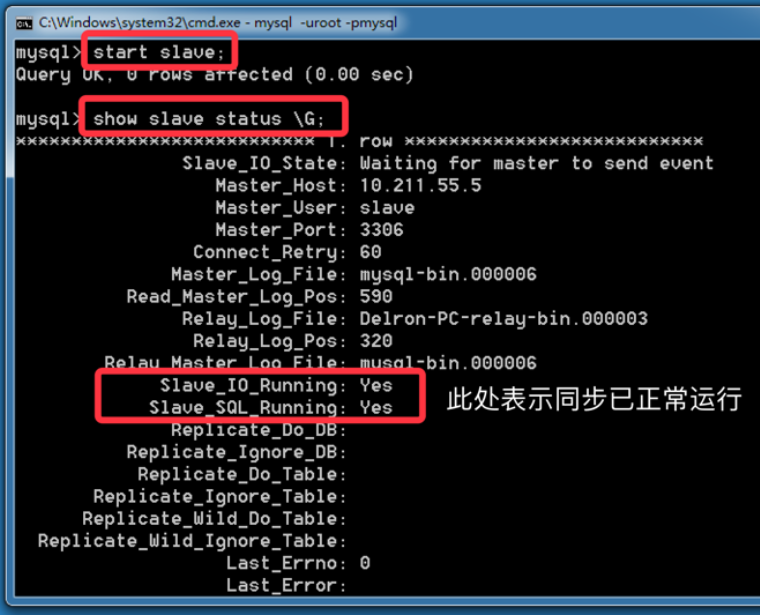 C:\Windows\system32\cmd.exe - mysql -uroot -pmysql
mysql> start slave;
Query OK, 0 rows affected (0.00 sec)
mysql> show slave status \G;
*************************** 1. row ***************************
Slave_IO_State: Waiting for master to send event
Master_Host: 10.211.55.5
Master_User: slave
Master_Port: 3306
Connect_Retry: 60
Master_Log_File: mysql-bin.000006
Read_Master_Log_Pos: 590
Relay_Log_File: Delron-PC-relay-bin.000003
Relay_Log_Pos: 320
Relay_Master_Log_File: mysql-bin.000006
Slave_IO_Running: Yes
Slave_SQL_Running: Yes
此处表示同步已正常运行
Replicate_Do_DB:
Replicate_Ignore_DB:
Replicate_Do_Table:
Replicate_Ignore_Table:
Replicate_Wild_Do_Table:
Replicate_Wild_Ignore_Table:
Last_Errno: 0
Last_Error: